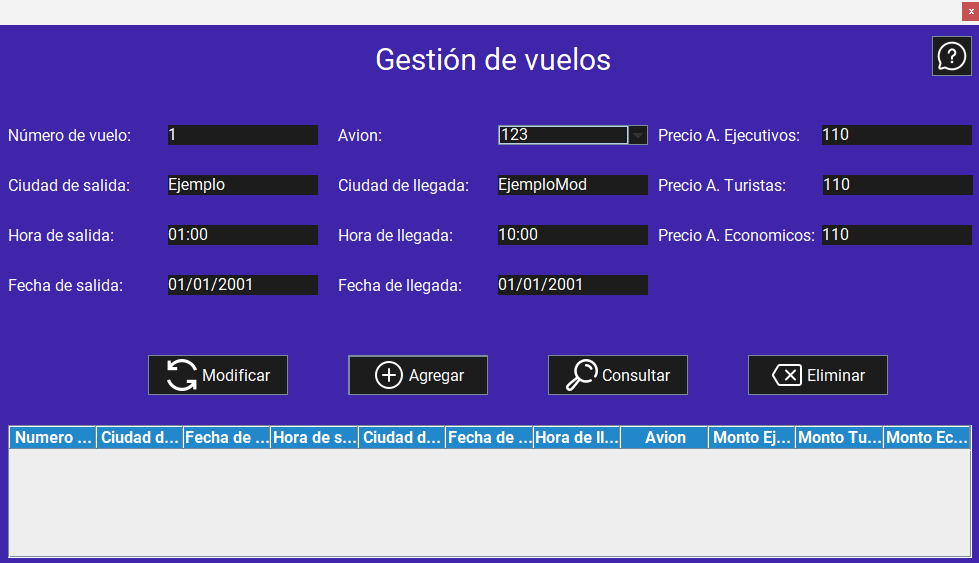 x
Gestión de vuelos
?
Número de vuelo: 1 Avion: 123 Precio A. Ejecutivos: 110
Ciudad de salida: Ejemplo Ciudad de llegada: EjemploMod Precio A. Turistas: 110
Hora de salida: 01:00 Hora de llegada: 10:00 Precio A. Economicos: 110
Fecha de salida: 01/01/2001 Fecha de llegada: 01/01/2001
Modificar Agregar Consultar Eliminar
Numero ... Ciudad d... Fecha de ... Hora de s... Ciudad d... Fecha de ... Hora de ll... Avion Monto Ej... Monto Tu... Monto Ec...